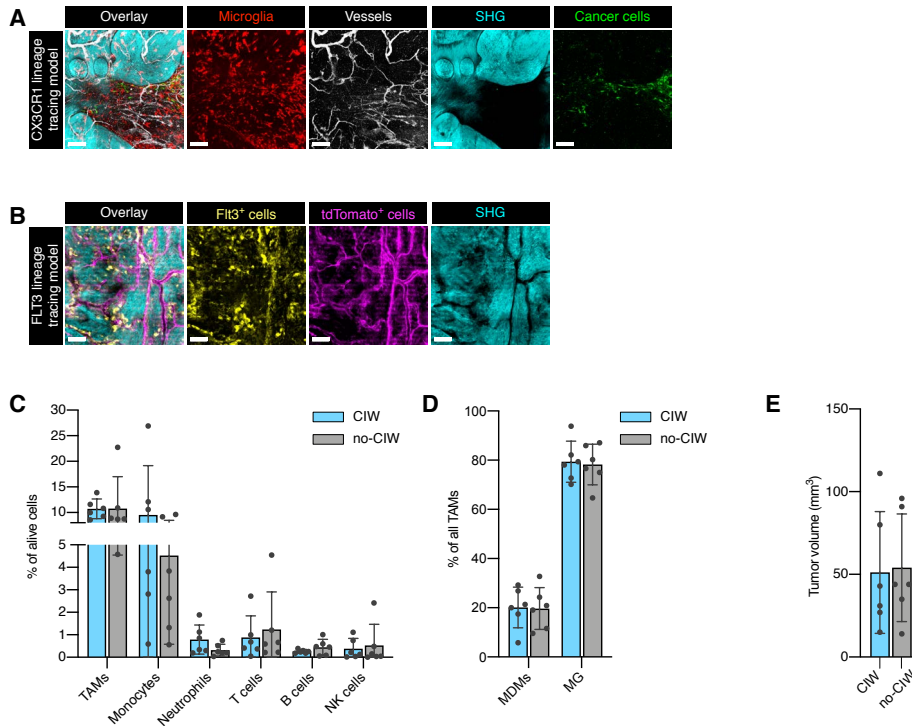 A
Overlay
Microglia
Vessels
SHG
Cancer cells
CX3CR1 lineage
tracing model
B
Overlay
Flt3+ cells
tdTomato+ cells
SHG
FLT3 lineage
tracing model
C
% of alive cells
30
25
20
15
10
5
4
3
2
1
0
CIW
no-CIW
TAMs
Monocytes
Neutrophils
T cells
B cells
NK cells
D
% of all TAMs
100
80
60
40
20
0
CIW
no-CIW
MDMs
MG
E
Tumor volume (mm3)
150
100
50
0
CIW
no-CIW